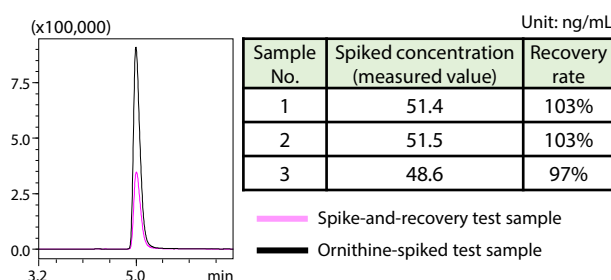 (x100,000)
7.5
5.0
2.5
0.0
3.2 5.0 min
Unit: ng/mL
Sample No. Spiked concentration (measured value) Recovery rate
1 51.4 103%
2 51.5 103%
3 48.6 97%
Spike-and-recovery test sample
Ornithine-spiked test sample